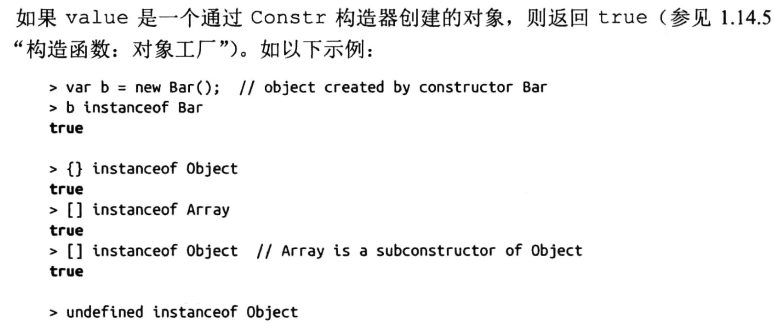 如果 value 是一个通过 Constr 构造器创建的对象，则返回 true（参见 1.14.5
“构造函数：对象工厂”）。如以下示例：
> var b = new Bar();  // object created by constructor Bar
> b instanceof Bar
true
> {} instanceof Object
true
> [] instanceof Array
true
> [] instanceof Object  // Array is a subconstructor of Object
true
> undefined instanceof Object